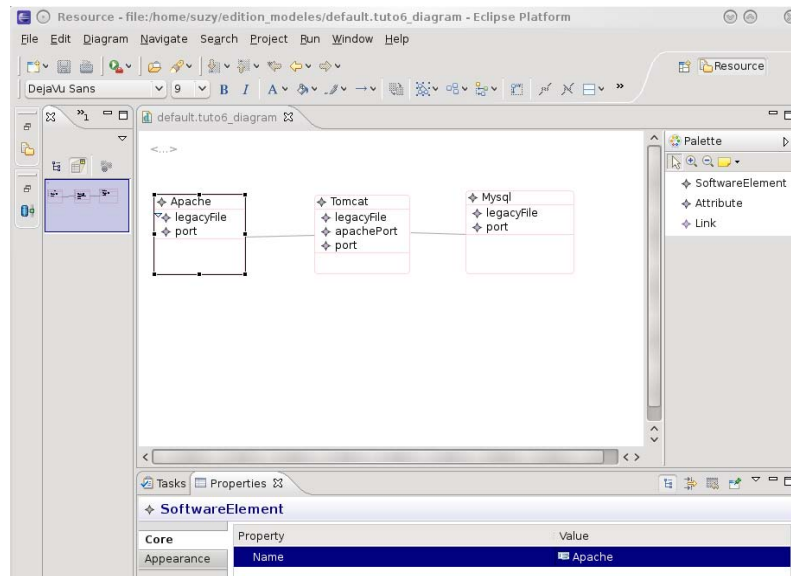 Resource - file:/home/suzy/edition_modeles/default.tuto6_diagram - Eclipse Platform
File Edit Diagram Navigate Search Project Run Window Help
Resource
DejaVu Sans 9 B I A »
»1
default.tuto6_diagram
<...>
Apache
legacyFile
port
Tomcat
legacyFile
apachePort
port
Mysql
legacyFile
port
Palette
SoftwareElement
Attribute
Link
Tasks Properties
SoftwareElement
Core
Appearance
Property Value
Name Apache